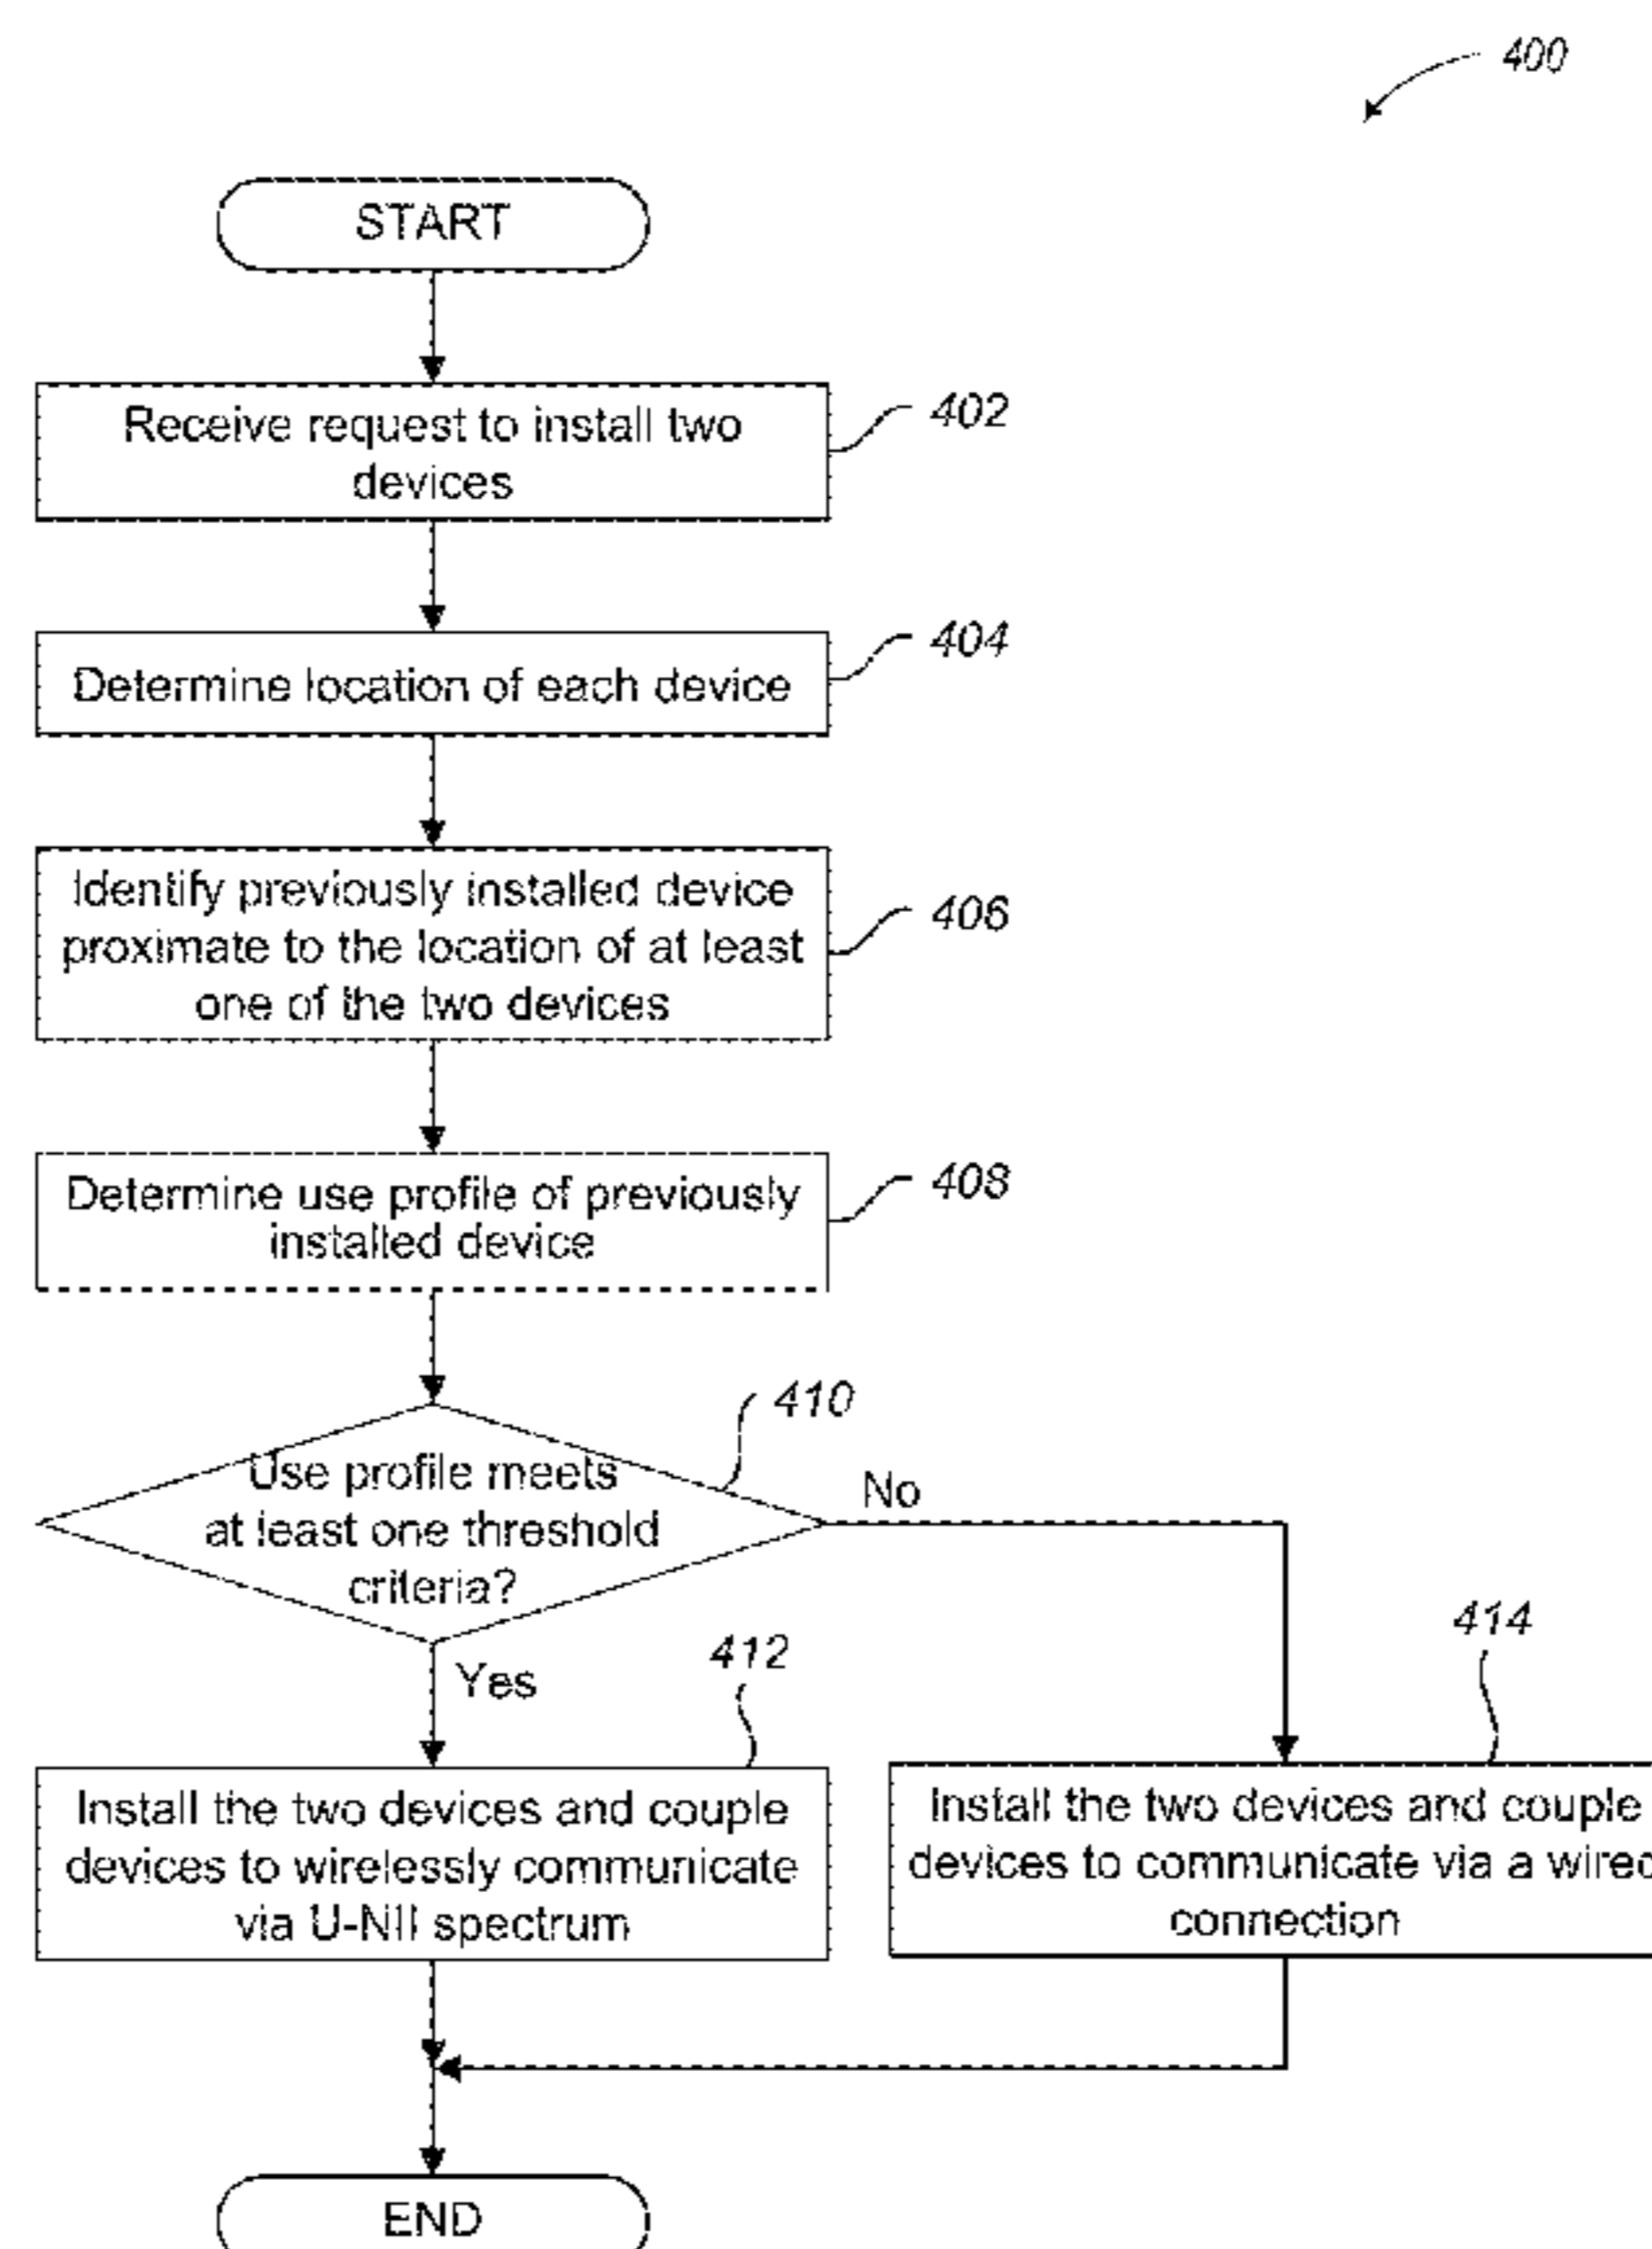 400
START
Receive request to install two
devices
402
Determine location of each device
404
Identify previously installed device
proximate to the location of at least
one of the two devices
406
Determine use profile of previously
installed device
408
410
Use profile meets
at least one threshold
criteria?
No
Yes
412
414
Install the two devices and couple
devices to wirelessly communicate
via U-NII spectrum
Install the two devices and couple
devices to communicate via a wired
connection
END